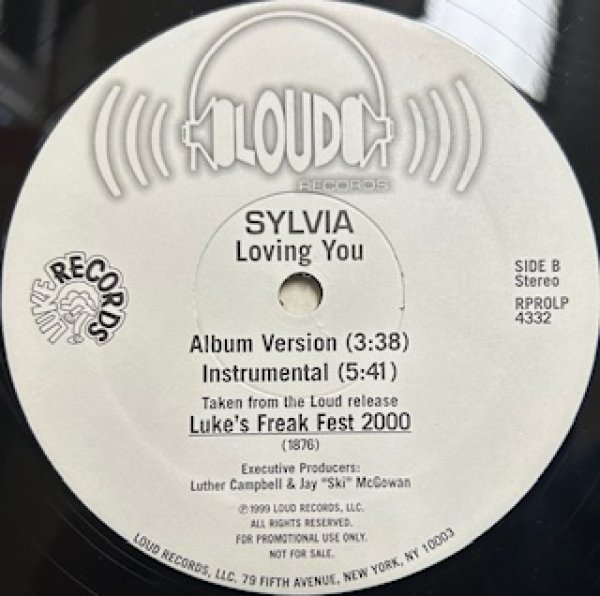 LOUD
RECORDS
SYLVIA
Loving You
LUKE RECORDS
SIDE B
Stereo
RPROLP
4332
Album Version (3:38)
Instrumental (5:41)
Taken from the Loud release
Luke's Freak Fest 2000
(1876)
Executive Producers:
Luther Campbell & Jay "Ski" McGowan
℗ 1999 LOUD RECORDS, LLC.
ALL RIGHTS RESERVED.
FOR PROMOTIONAL USE ONLY.
NOT FOR SALE.
LOUD RECORDS, LLC. 79 FIFTH AVENUE, NEW YORK, NY 10003